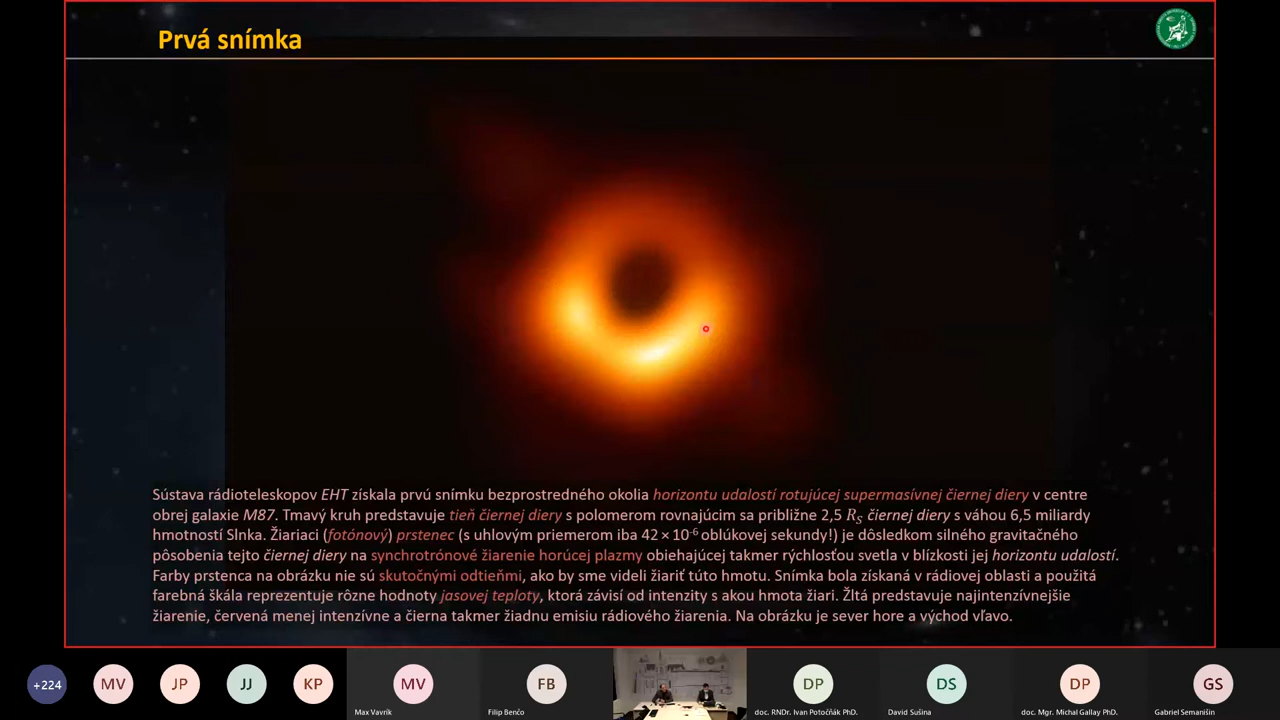 Prvá snímka
Sústava rádioteleskopov EHT získala prvú snímku bezprostredného okolia horizontu udalostí rotujúcej supermasívnej čiernej diery v centre
obrej galaxie M87. Tmavý kruh predstavuje tieň čiernej diery s polomerom rovnajúcim sa približne 2,5 R_S čiernej diery s váhou 6,5 miliardy
hmotností Slnka. Žiariaci (fotónový) prstenec (s uhlovým priemerom iba 42 × 10⁻⁶ oblúkovej sekundy!) je dôsledkom silného gravitačného
pôsobenia tejto čiernej diery na synchrotrónové žiarenie horúcej plazmy obiehajúcej takmer rýchlosťou svetla v blízkosti jej horizontu udalostí.
Farby prstenca na obrázku nie sú skutočnými odtieňmi, ako by sme videli žiariť túto hmotu. Snímka bola získaná v rádiovej oblasti a použitá
farebná škála reprezentuje rôzne hodnoty jasovej teploty, ktorá závisí od intenzity s akou hmota žiari. Žltá predstavuje najintenzívnejšie
žiarenie, červená menej intenzívne a čierna takmer žiadnu emisiu rádiového žiarenia. Na obrázku je sever hore a východ vľavo.
+224
MV
JP
JJ
KP
MV
FB
DP
DS
DP
GS
Max Vavrík
Filip Benčo
doc. RNDr. Ivan Potočňák PhD.
Dávid Sušina
doc. Mgr. Michal Gallay PhD.
Gabriel Semanišin